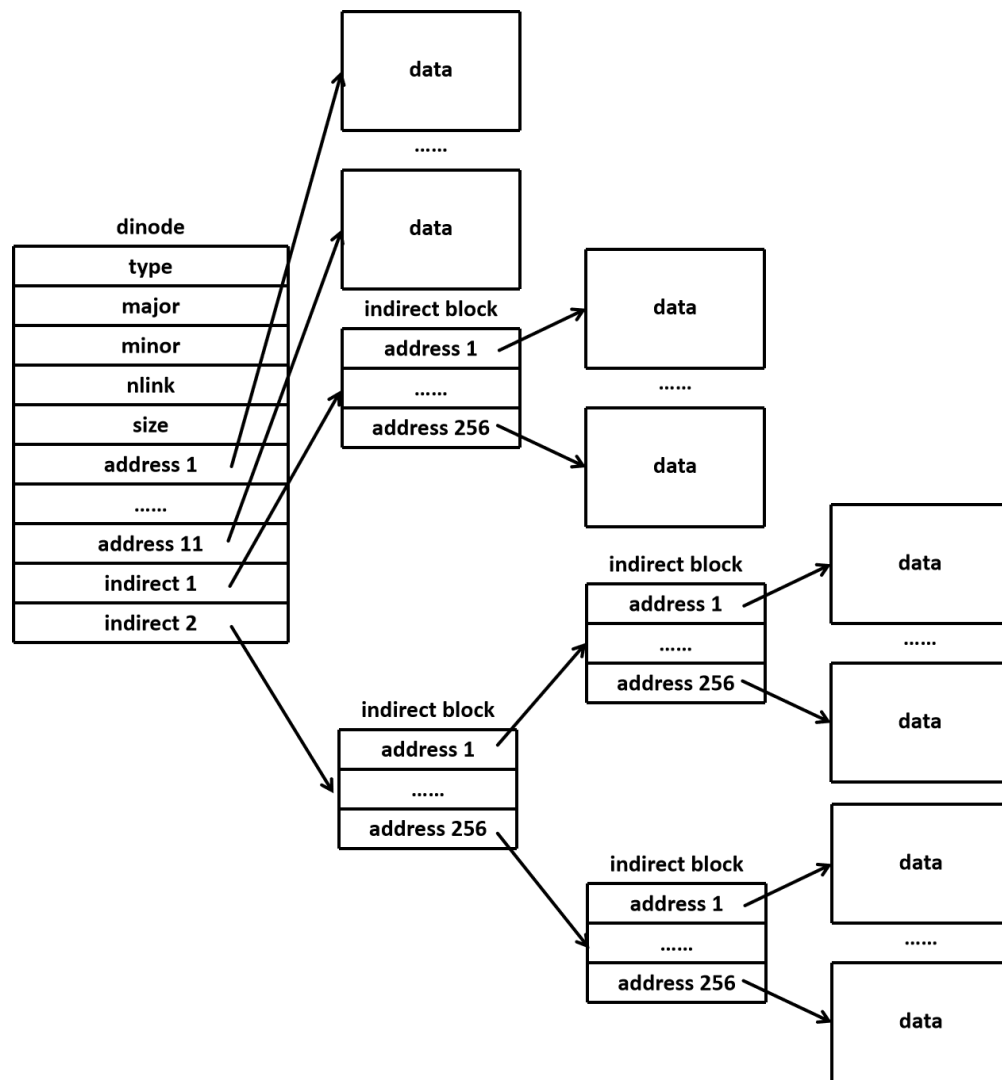 data
......
data
dinode
type
major
minor
nlink
size
address 1
......
address 11
indirect 1
indirect 2
indirect block
address 1
......
address 256
data
......
data
indirect block
address 1
......
address 256
indirect block
address 1
......
address 256
data
......
data
indirect block
address 1
......
address 256
data
......
data